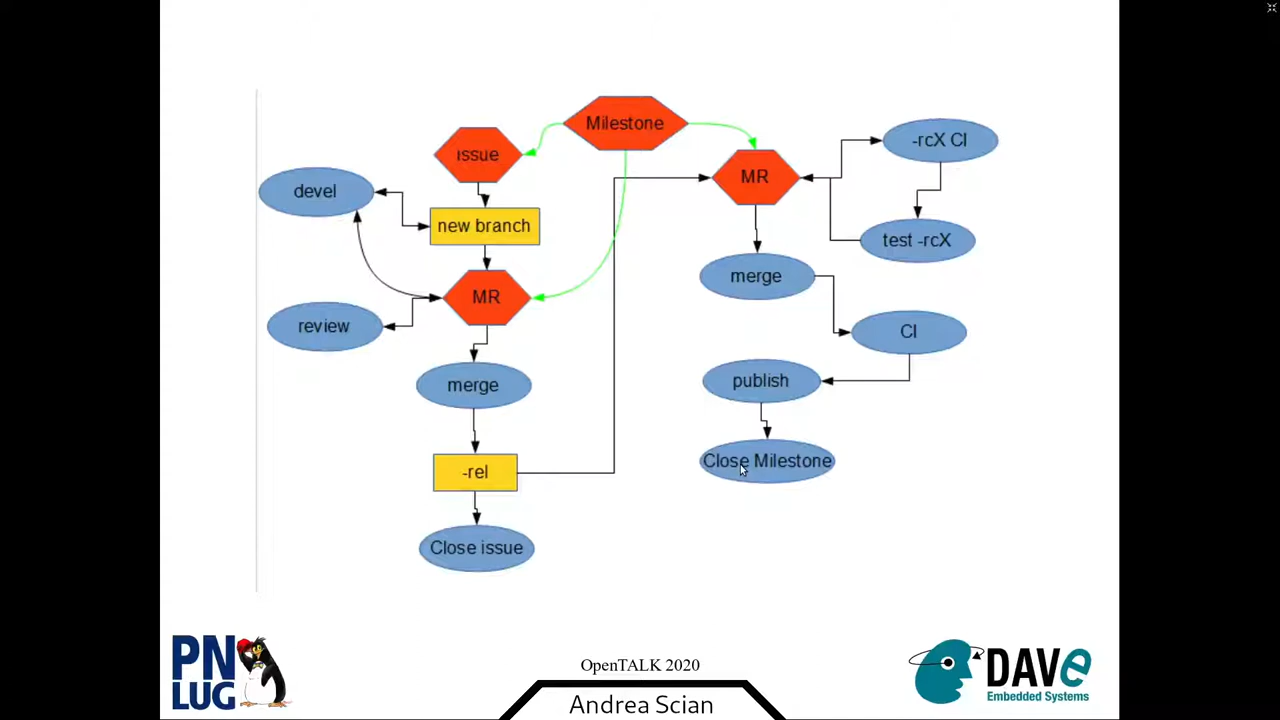 Milestone
issue
MR
-rcX CI
devel
new branch
test -rcX
MR
merge
review
CI
merge
publish
-rel
Close Milestone
Close issue
PN
LUG
OpenTALK 2020
Andrea Scian
DAVe
Embedded Systems